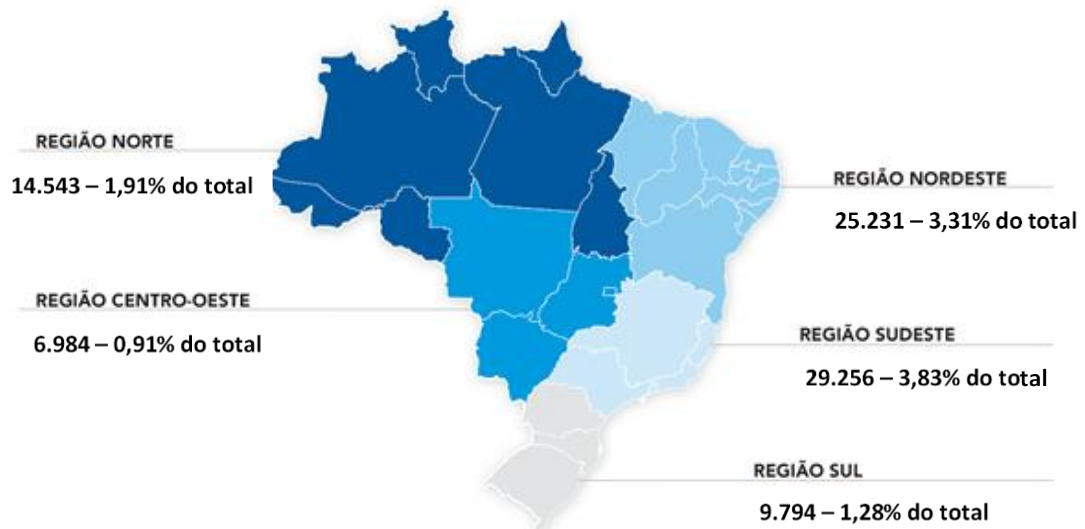 REGIÃO NORTE
14.543 – 1,91% do total
REGIÃO NORDESTE
25.231 – 3,31% do total
REGIÃO CENTRO-OESTE
6.984 – 0,91% do total
REGIÃO SUDESTE
29.256 – 3,83% do total
REGIÃO SUL
9.794 – 1,28% do total